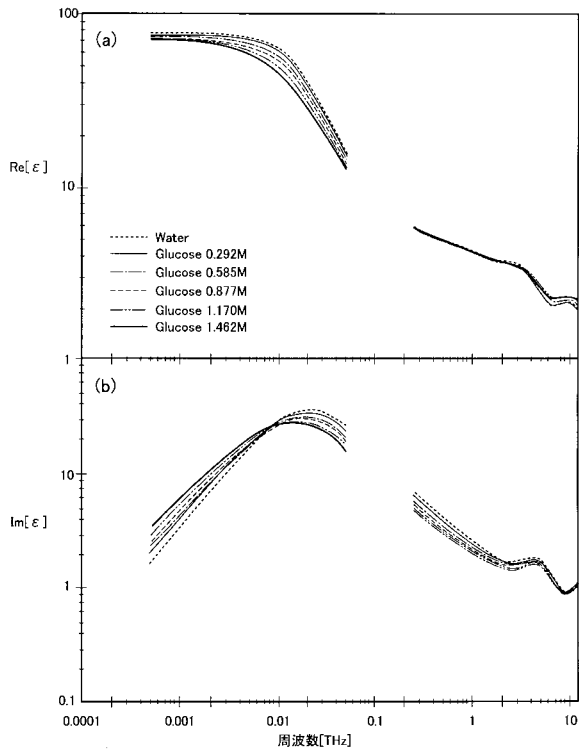 100
(a)
Re[ε]
10
Water
Glucose 0.292M
Glucose 0.585M
Glucose 0.877M
Glucose 1.170M
Glucose 1.462M
1
(b)
Im[ε]
10
1
0.1
0.0001 0.001 0.01 0.1 1 10
周波数[THz]